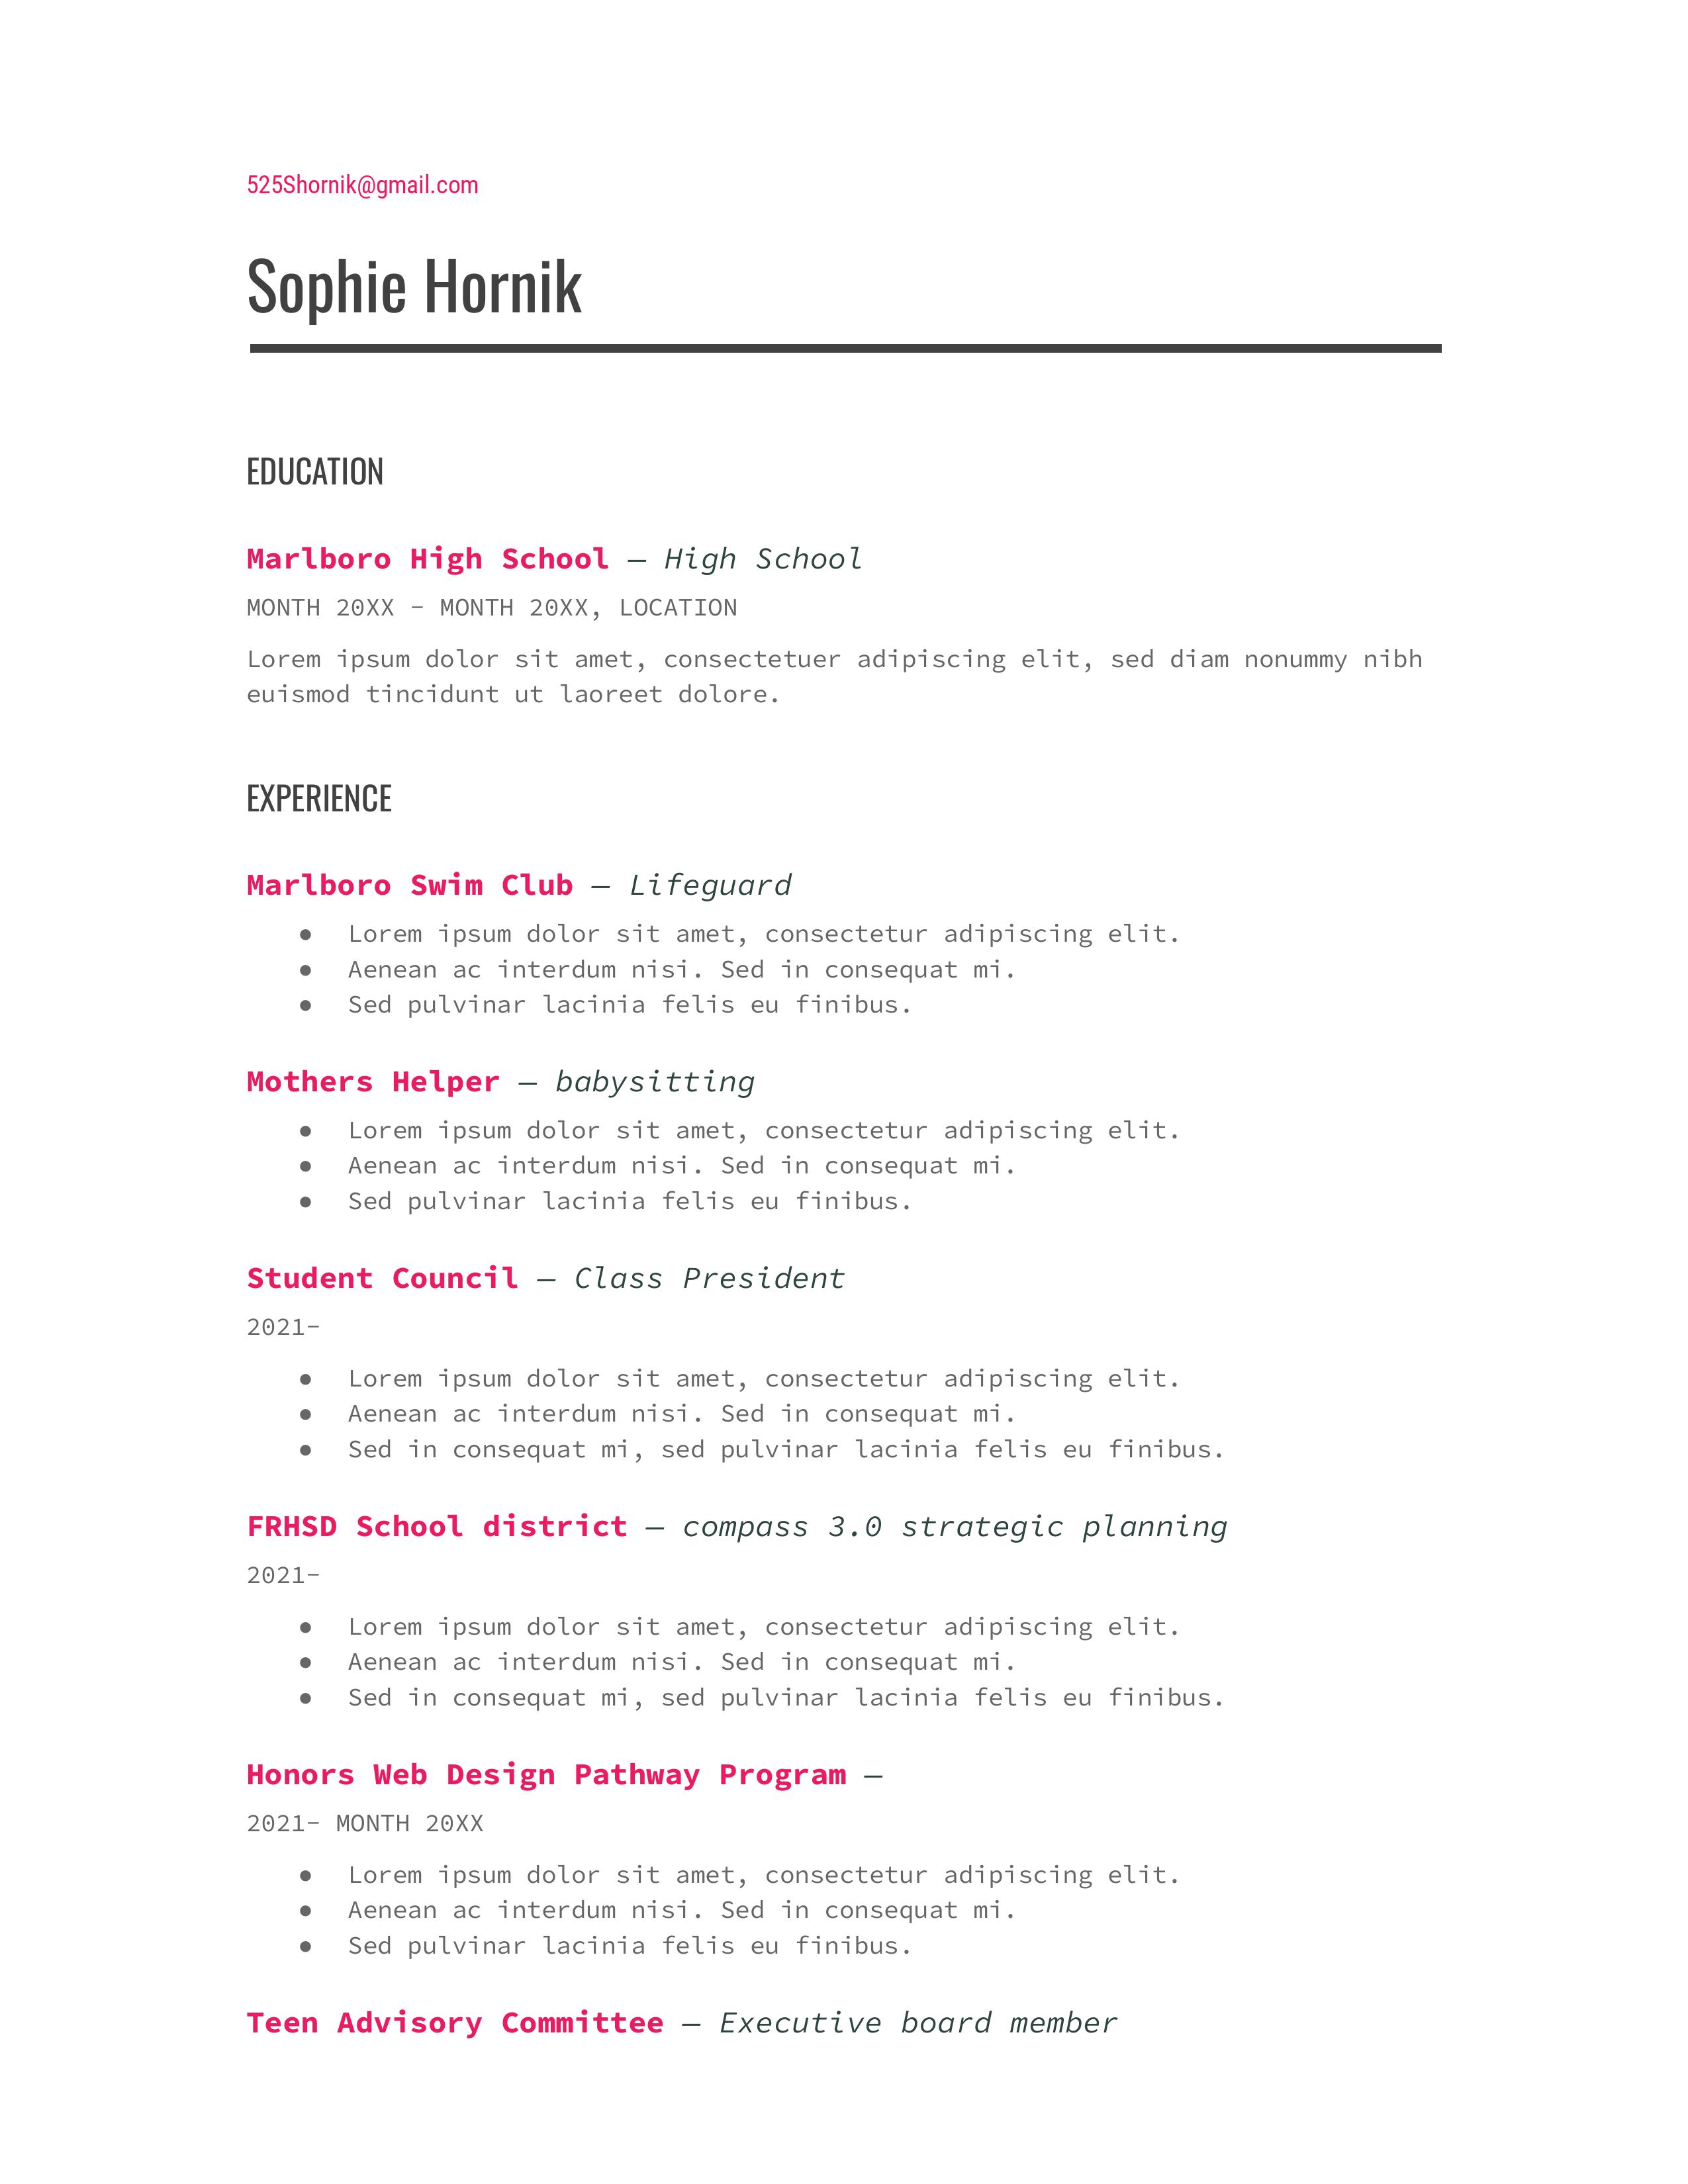 525Shornik@gmail.com
Sophie Hornik
EDUCATION
Marlboro High School — High School
MONTH 20XX - MONTH 20XX, LOCATION
Lorem ipsum dolor sit amet, consectetuer adipiscing elit, sed diam nonummy nibh
euismod tincidunt ut laoreet dolore.
EXPERIENCE
Marlboro Swim Club — Lifeguard
● Lorem ipsum dolor sit amet, consectetur adipiscing elit.
● Aenean ac interdum nisi. Sed in consequat mi.
● Sed pulvinar lacinia felis eu finibus.
Mothers Helper — babysitting
● Lorem ipsum dolor sit amet, consectetur adipiscing elit.
● Aenean ac interdum nisi. Sed in consequat mi.
● Sed pulvinar lacinia felis eu finibus.
Student Council — Class President
2021-
● Lorem ipsum dolor sit amet, consectetur adipiscing elit.
● Aenean ac interdum nisi. Sed in consequat mi.
● Sed in consequat mi, sed pulvinar lacinia felis eu finibus.
FRHSD School district — compass 3.0 strategic planning
2021-
● Lorem ipsum dolor sit amet, consectetur adipiscing elit.
● Aenean ac interdum nisi. Sed in consequat mi.
● Sed in consequat mi, sed pulvinar lacinia felis eu finibus.
Honors Web Design Pathway Program —
2021- MONTH 20XX
● Lorem ipsum dolor sit amet, consectetur adipiscing elit.
● Aenean ac interdum nisi. Sed in consequat mi.
● Sed pulvinar lacinia felis eu finibus.
Teen Advisory Committee — Executive board member